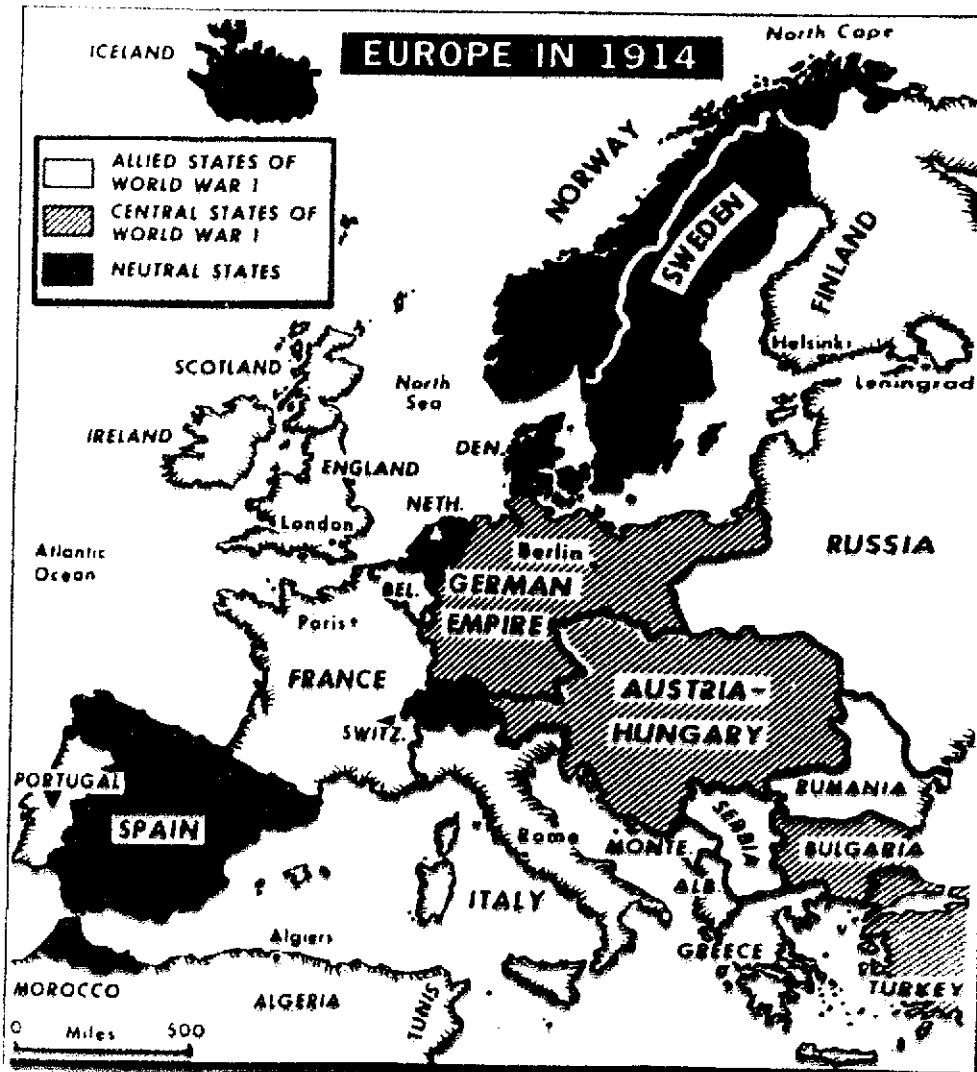 ICELAND
EUROPE IN 1914
North Cape
ALLIED STATES OF
WORLD WAR I
CENTRAL STATES OF
WORLD WAR I
NEUTRAL STATES
NORWAY
SWEDEN
FINLAND
Helsinki
Leningrad
SCOTLAND
North
Sea
IRELAND
ENGLAND
DEN.
NETH.
London
Atlantic
Ocean
Berlin
RUSSIA
BEL.
GERMAN
EMPIRE
Paris
FRANCE
AUSTRIA-
HUNGARY
SWITZ.
PORTUGAL
SPAIN
RUMANIA
Rome
MONTE.
SERBIA
BULGARIA
ALB.
ITALY
Algiers
GREECE
MOROCCO
ALGERIA
TUNIS
TURKEY
0 Miles 500